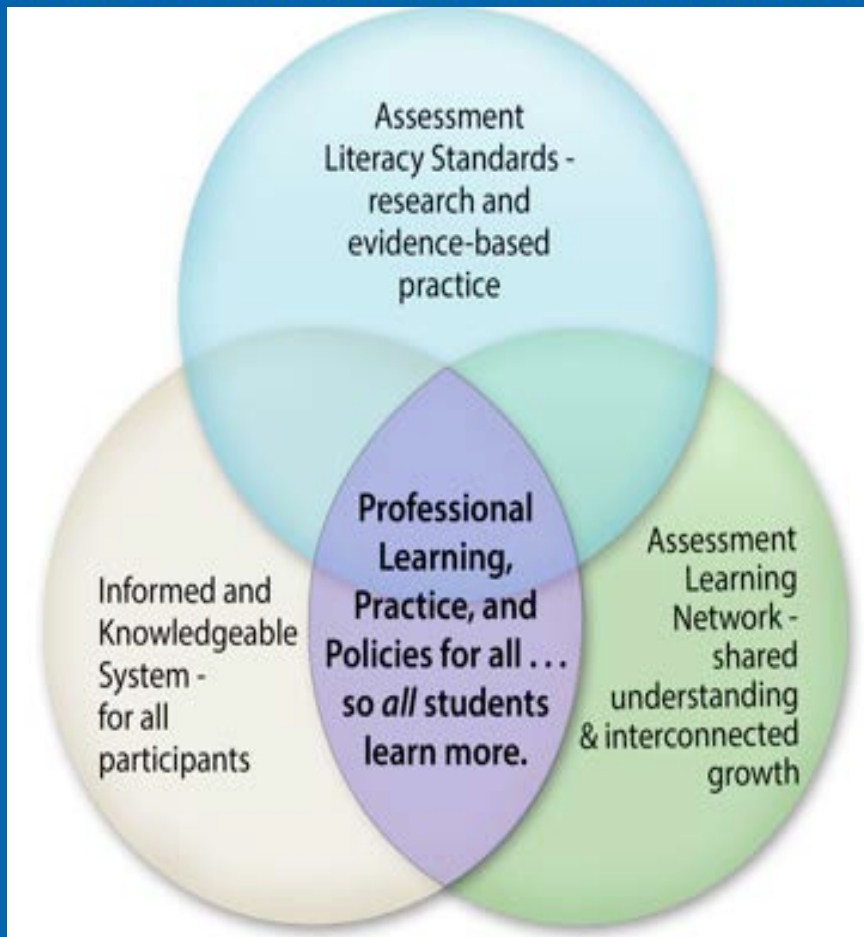 Assessment
Literacy Standards -
research and
evidence-based
practice
Informed and
Knowledgeable
System -
for all
participants
Professional
Learning,
Practice, and
Policies for all . . .
so all students
learn more.
Assessment
Learning
Network -
shared
understanding
& interconnected
growth